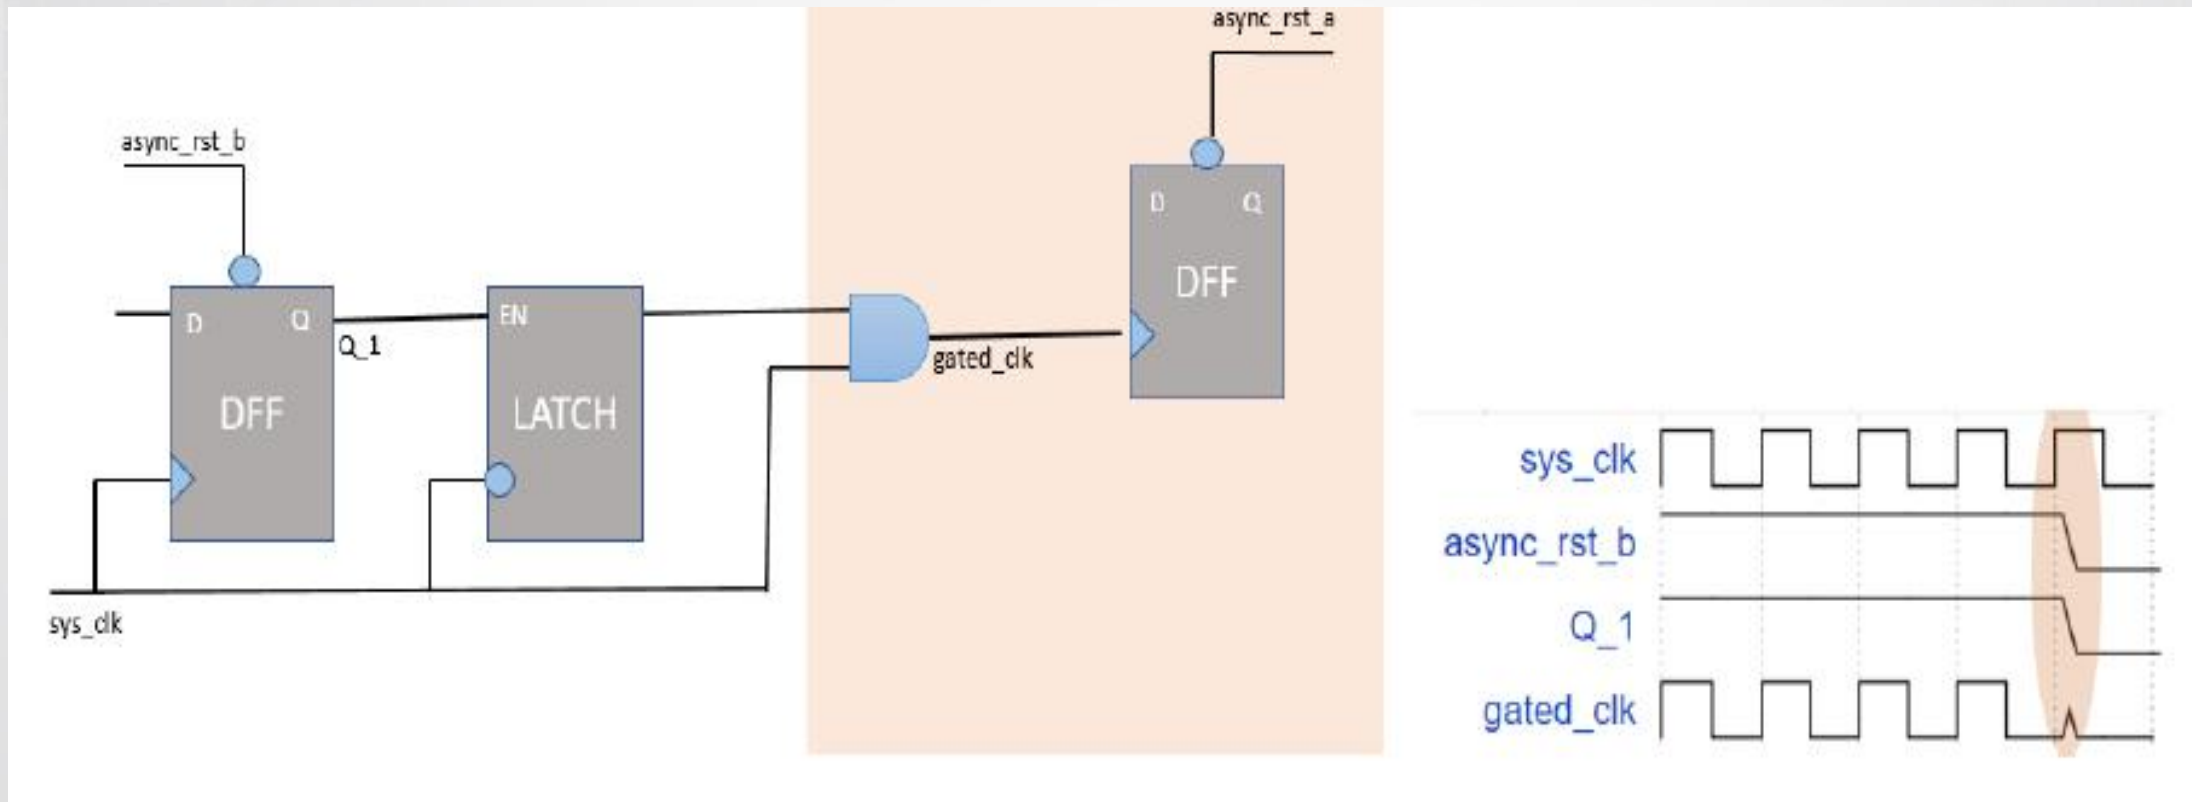 async_rst_a
async_rst_b
D Q
DFF
D Q
Q_1
DFF
EN
LATCH
gated_clk
sys_clk
sys_clk
async_rst_b
Q_1
gated_clk